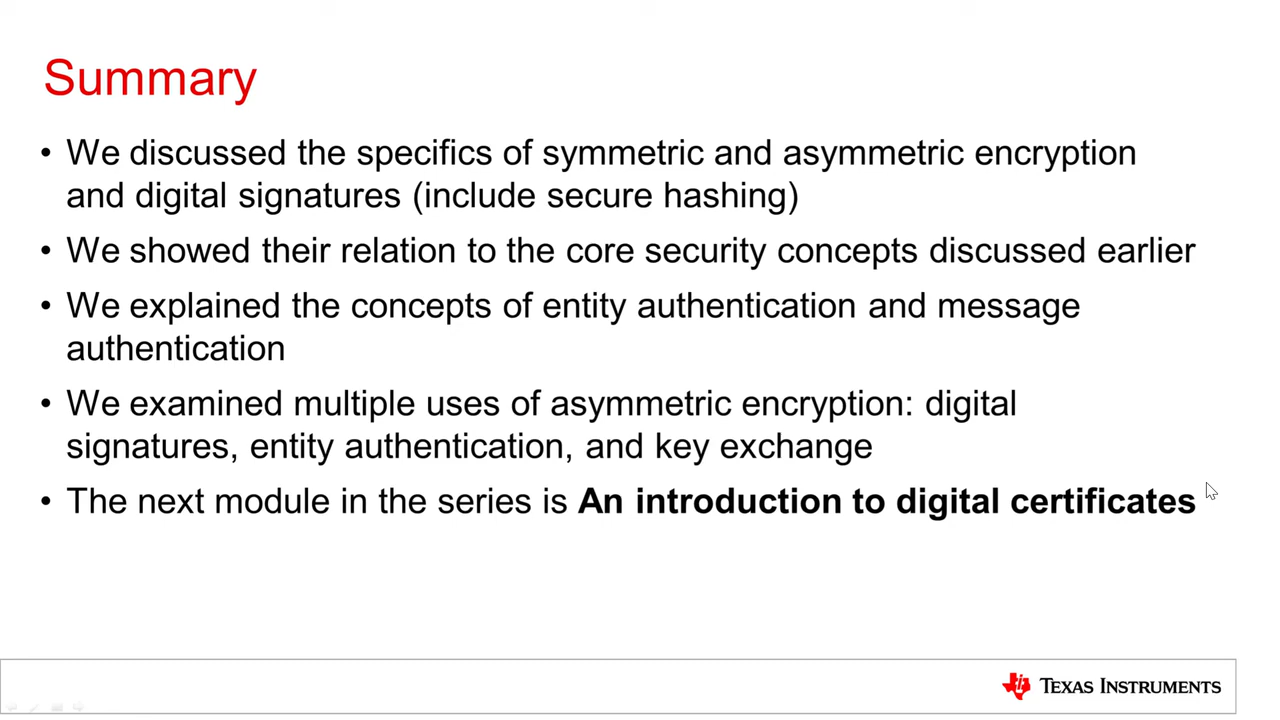 Summary
• We discussed the specifics of symmetric and asymmetric encryption
and digital signatures (include secure hashing)
• We showed their relation to the core security concepts discussed earlier
• We explained the concepts of entity authentication and message
authentication
• We examined multiple uses of asymmetric encryption: digital
signatures, entity authentication, and key exchange
• The next module in the series is An introduction to digital certificates
TEXAS INSTRUMENTS